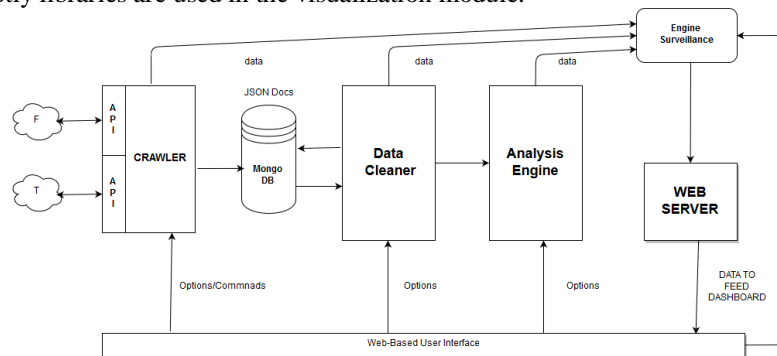 stry libraries are used in the visualization module.
Engine
Surveillance
data
data
data
JSON Docs
F
A
P
I
CRAWLER
T
A
P
I
Mongo
DB
Data
Cleaner
Analysis
Engine
WEB
SERVER
Options/Commnads
Options
Options
DATA TO
FEED
DASHBOARD
Web-Based User Interface